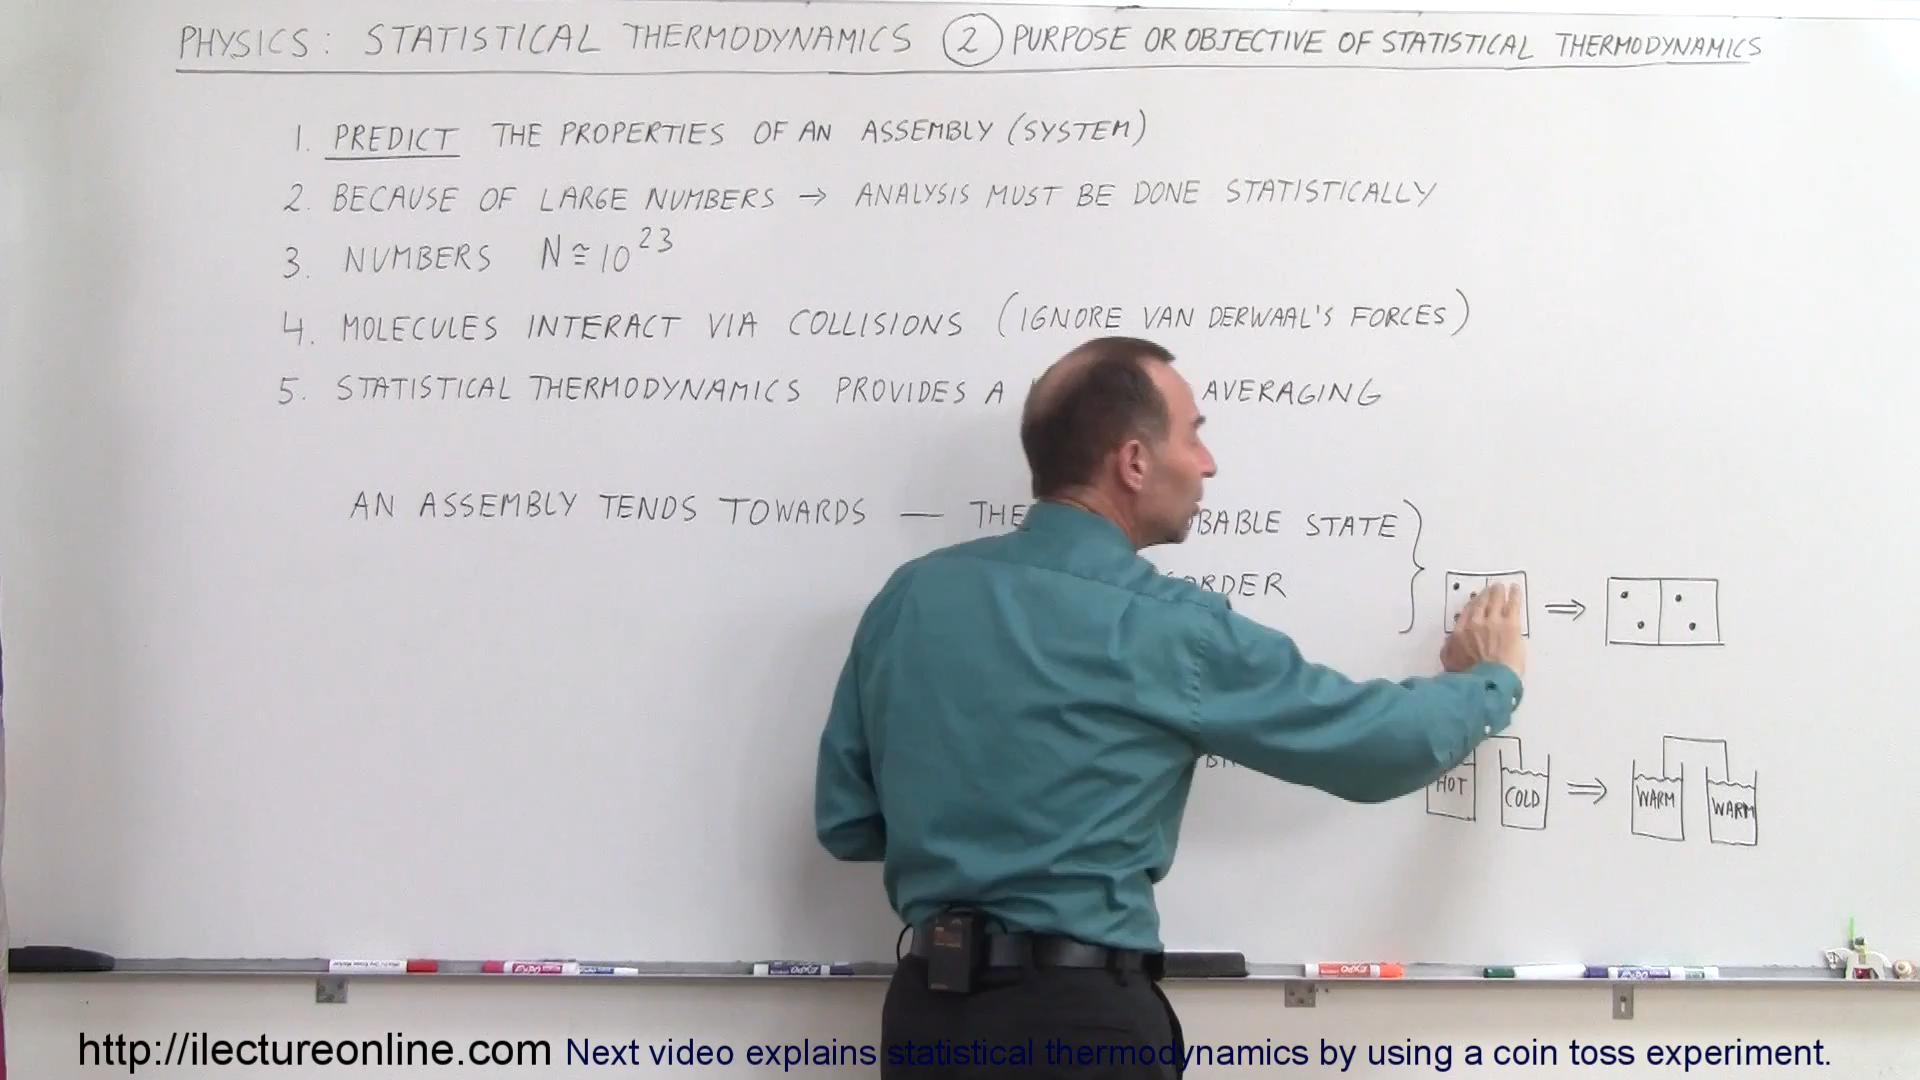 PHYSICS: STATISTICAL THERMODYNAMICS ② PURPOSE OR OBJECTIVE OF STATISTICAL THERMODYNAMICS
1. PREDICT THE PROPERTIES OF AN ASSEMBLY (SYSTEM)
2. BECAUSE OF LARGE NUMBERS → ANALYSIS MUST BE DONE STATISTICALLY
3. NUMBERS N ≅ 10²³
4. MOLECULES INTERACT VIA COLLISIONS (IGNORE VAN DERWAAL'S FORCES)
5. STATISTICAL THERMODYNAMICS PROVIDES A AVERAGING
AN ASSEMBLY TENDS TOWARDS — THE STATE
HOT COLD ⇒ WARM WARM
EXPO
http://ilectureonline.com Next video explains statistical thermodynamics by using a coin toss experiment.